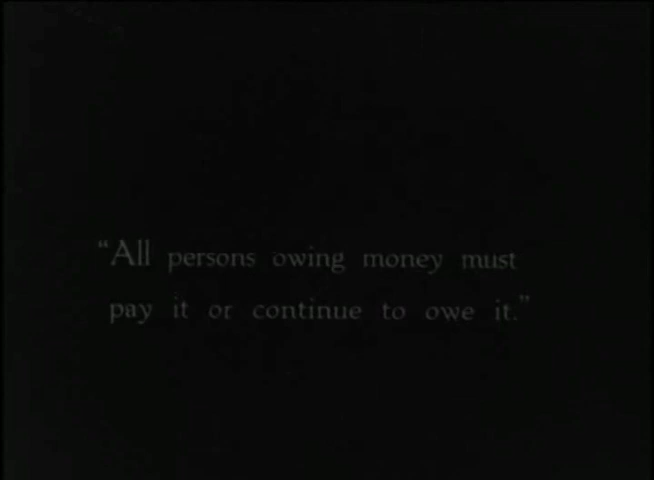 “All persons owing money must
pay it or continue to owe it.”